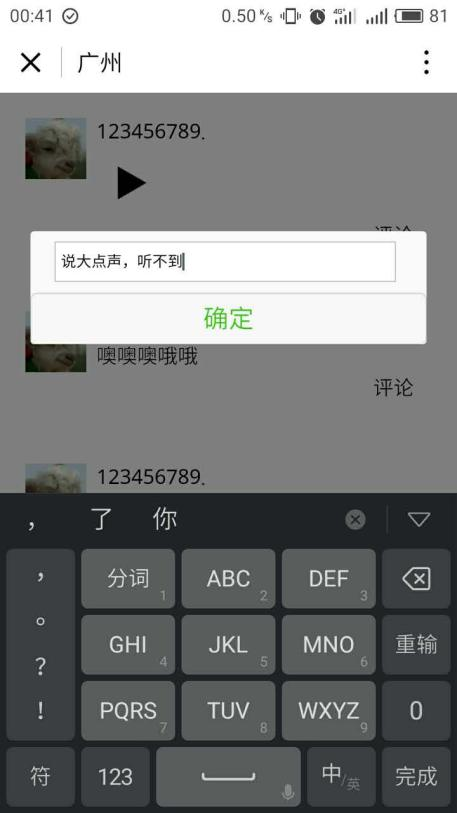 00:41 0.50 K/s 4G+ 81
广州
123456789.
评论
说大点声，听不到
确定
噢噢噢哦哦
评论
123456789.
， 了 你
， 分词 1 ABC 2 DEF 3
。 GHI 4 JKL 5 MNO 6 重输
？
！ PQRS 7 TUV 8 WXYZ 9 0
符 123 中/英 完成